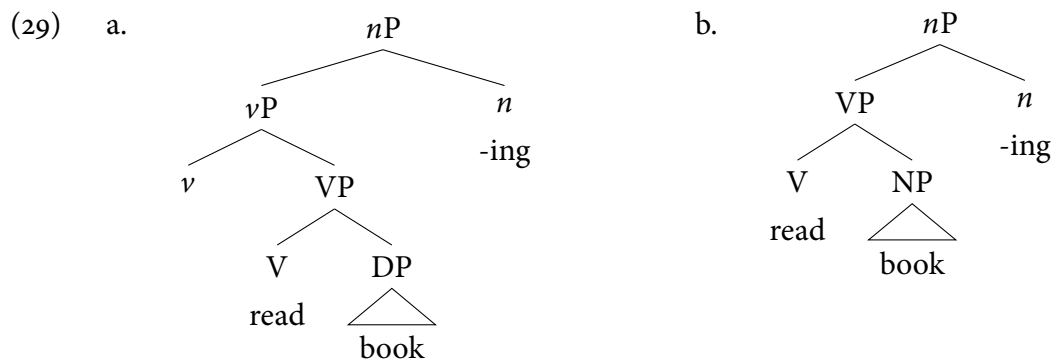 (29) a. nP b. nP
vP n VP n
-ing -ing
v VP V NP
read book
V DP
read book